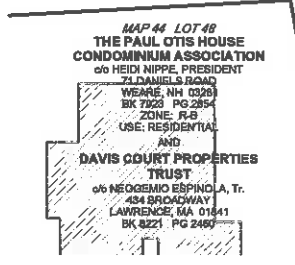 MAP 44 LOT 48
THE PAUL OTIS HOUSE
CONDOMINIUM ASSOCIATION
c/o HEIDI NIPPE, PRESIDENT
71 DANIELS ROAD
WEARE, NH 03281
BK 7923 PG 2854
ZONE: R-B
USE: RESIDENTIAL
AND
DAVIS COURT PROPERTIES
TRUST
c/o NEOGEMIO ESPINOLA, Tr.
434 BROADWAY
LAWRENCE, MA 01841
BK 8221 PG 2460